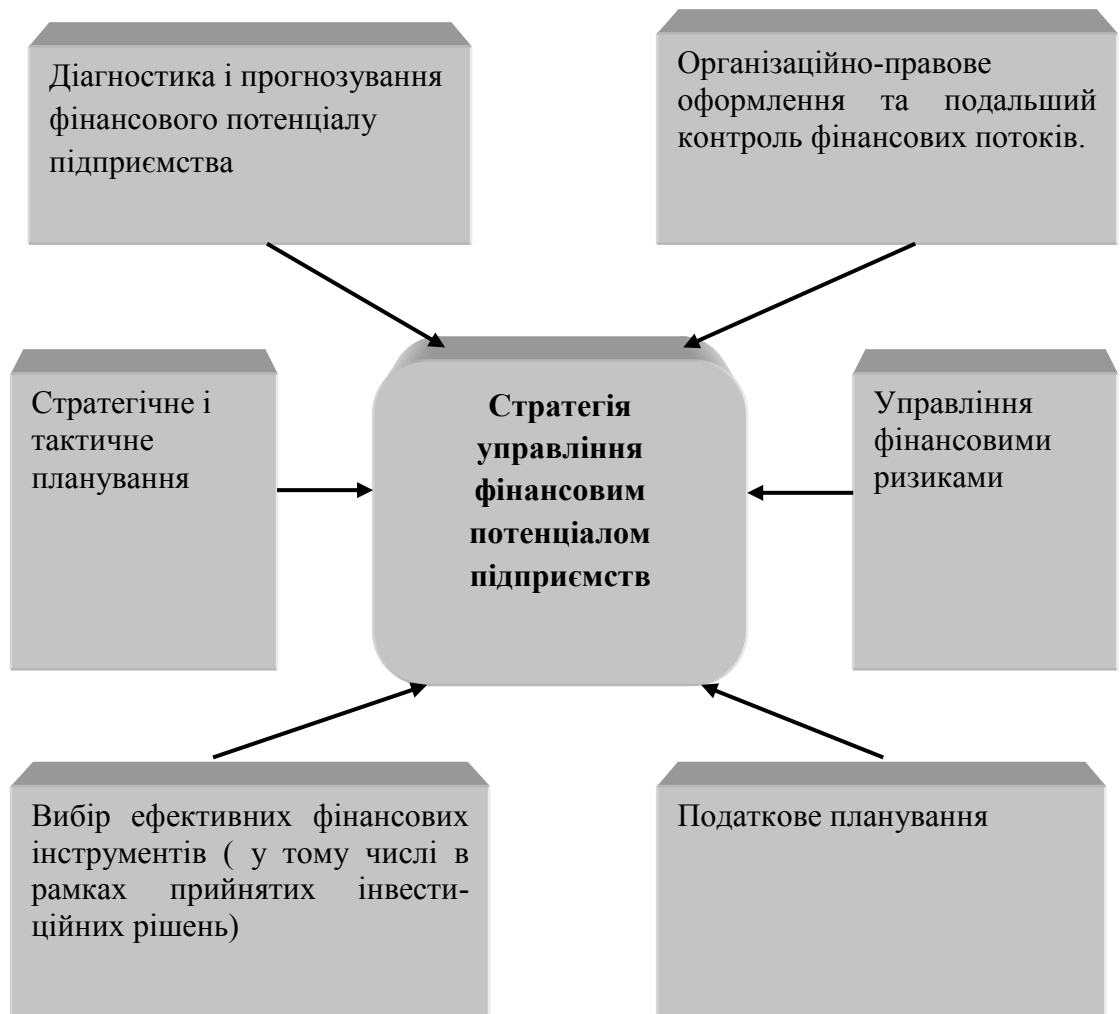 Діагностика і прогнозування
фінансового потенціалу
підприємства
Організаційно-правове
оформлення та подальший
контроль фінансових потоків.
Стратегічне і
тактичне
планування
Стратегія
управління
фінансовим
потенціалом
підприємств
Управління
фінансовими
ризиками
Вибір ефективних фінансових
інструментів ( у тому числі в
рамках прийнятих інвести-
ційних рішень)
Податкове планування